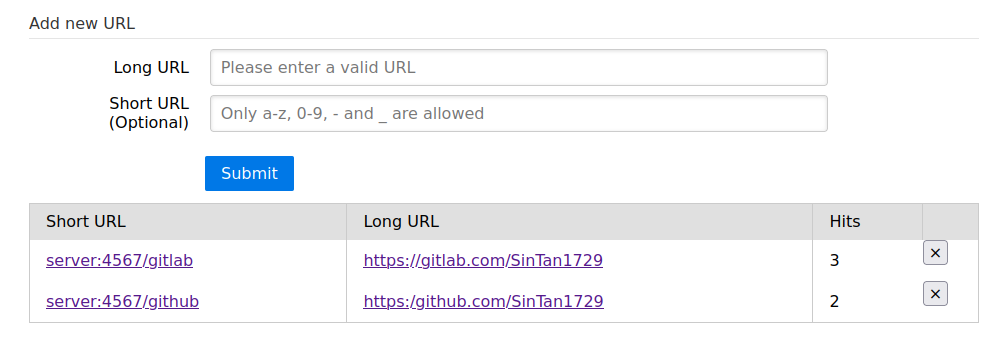 Add new URL
Long URL Please enter a valid URL
Short URL
(Optional) Only a-z, 0-9, - and _ are allowed
Submit
Short URL Long URL Hits
server:4567/gitlab https://gitlab.com/SinTan1729 3 ×
server:4567/github https:/github.com/SinTan1729 2 ×